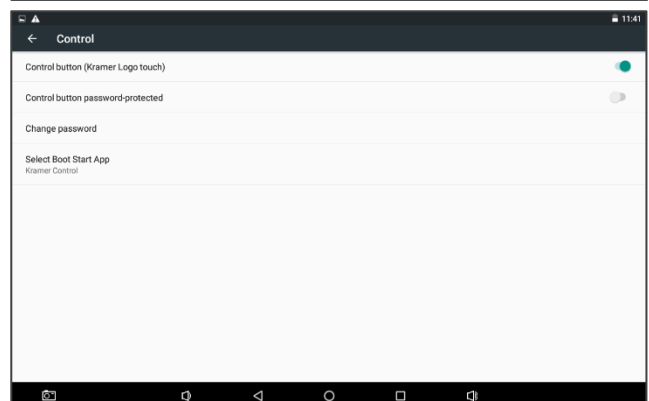 11:41
Control
Control button (Kramer Logo touch)
Control button password-protected
Change password
Select Boot Start App
Kramer Control